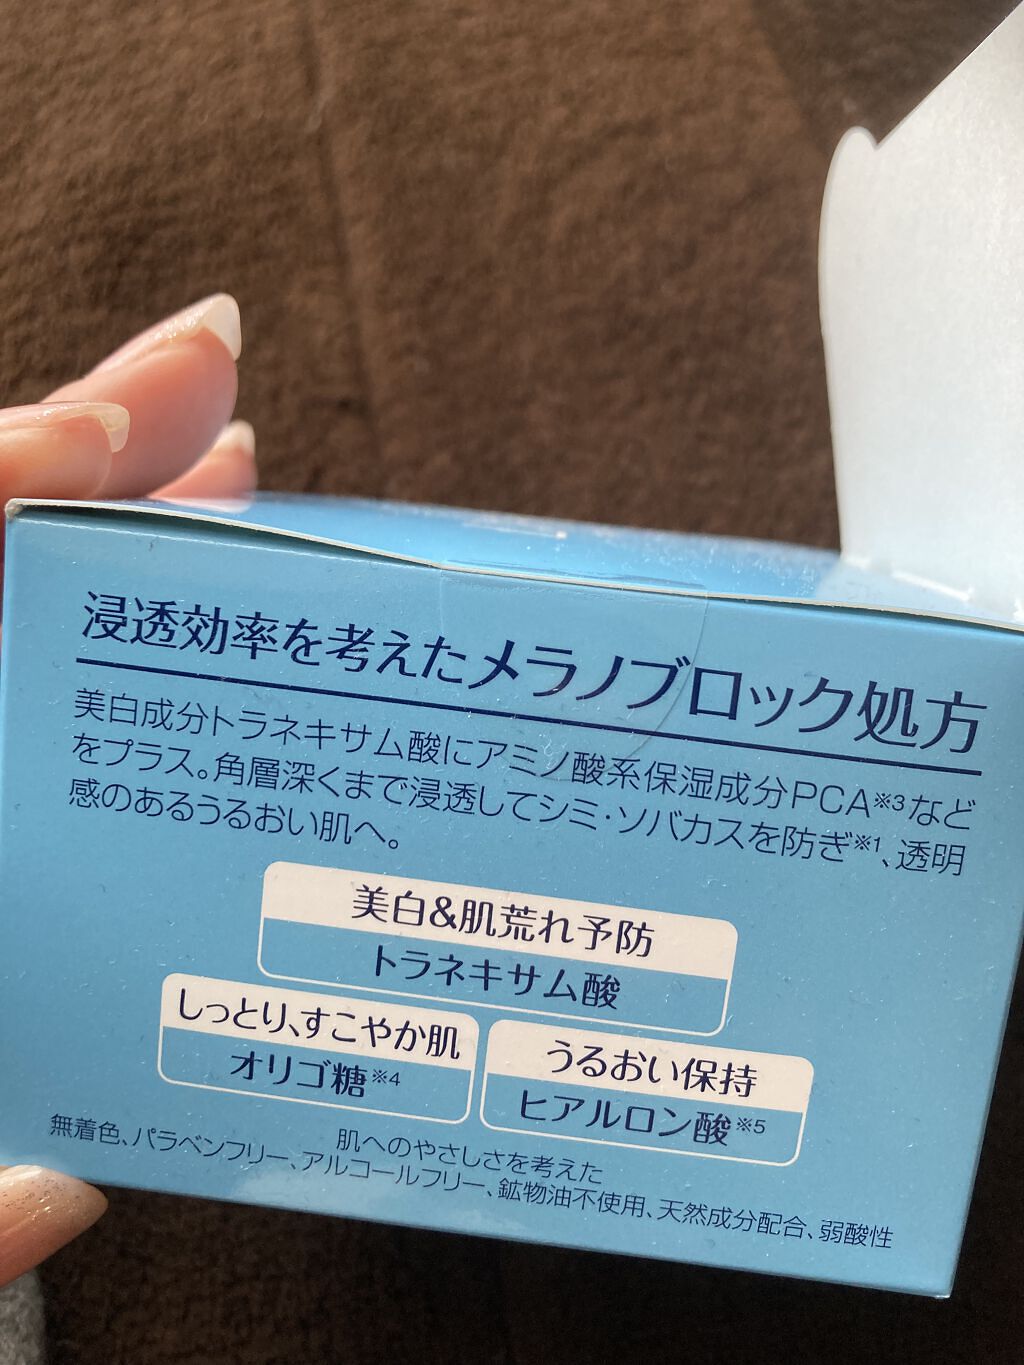 浸透効率を考えたメラノブロック処方
美白成分トラネキサム酸にアミノ酸系保湿成分PCA※3など
をプラス。角層深くまで浸透してシミ・ソバカスを防ぎ※1、透明
感のあるうるおい肌へ。
美白&肌荒れ予防
トラネキサム酸
しっとり、すこやか肌
オリゴ糖※4
うるおい保持
ヒアルロン酸※5
肌へのやさしさを考えた
無着色、パラベンフリー、アルコールフリー、鉱物油不使用、天然成分配合、弱酸性